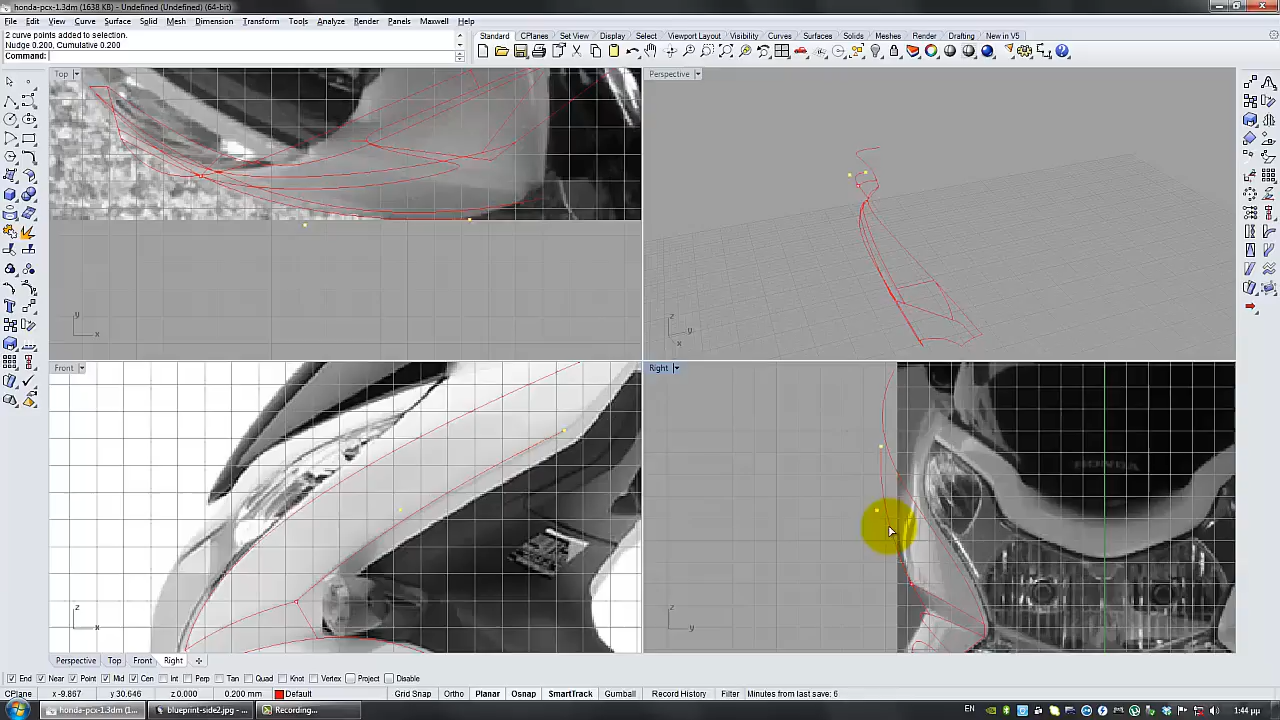 honda-pcx-1.3dm (1638 KB) - Undefined (Undefined) (64-bit)
File Edit View Curve Surface Solid Mesh Dimension Transform Tools Analyze Render Panels Maxwell Help
2 curve points added to selection.
Nudge 0.200, Cumulative 0.200
Command:
Standard CPlanes Set View Display Select Viewport Layout Visibility Curves Surfaces Solids Meshes Render Drafting New in V5
Top
Perspective
y
x
z
y
x
Front
Right
HONDA
z
x
z
y
Perspective Top Front Right
End Near Point Mid Cen Int Perp Tan Quad Knot Vertex Project Disable
CPlane x -9.867 y 30.646 z 0.000 0.200 mm Default Grid Snap Ortho Planar Osnap SmartTrack Gumball Record History Filter Minutes from last save: 6
honda-pcx-1.3dm (1... blueprint-side2.jpg - ... Recording... EN 1:44 μμ